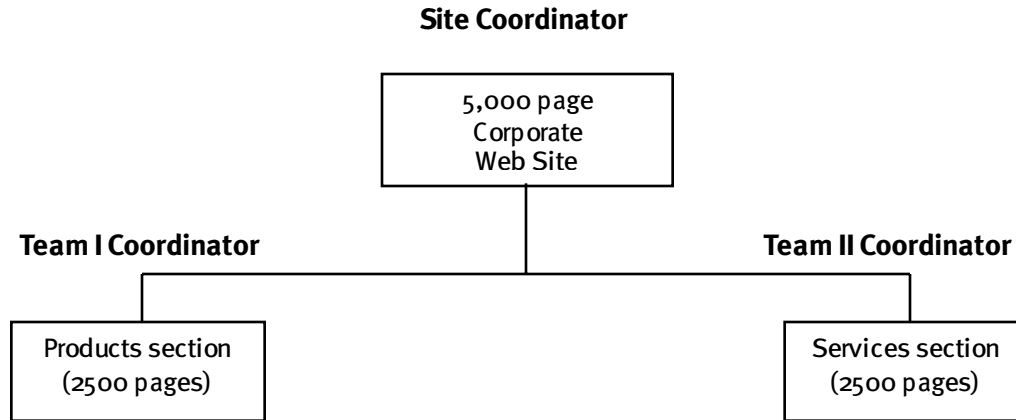 Site Coordinator
5,000 page
Corporate
Web Site
Team I Coordinator
Team II Coordinator
Products section
(2500 pages)
Services section
(2500 pages)